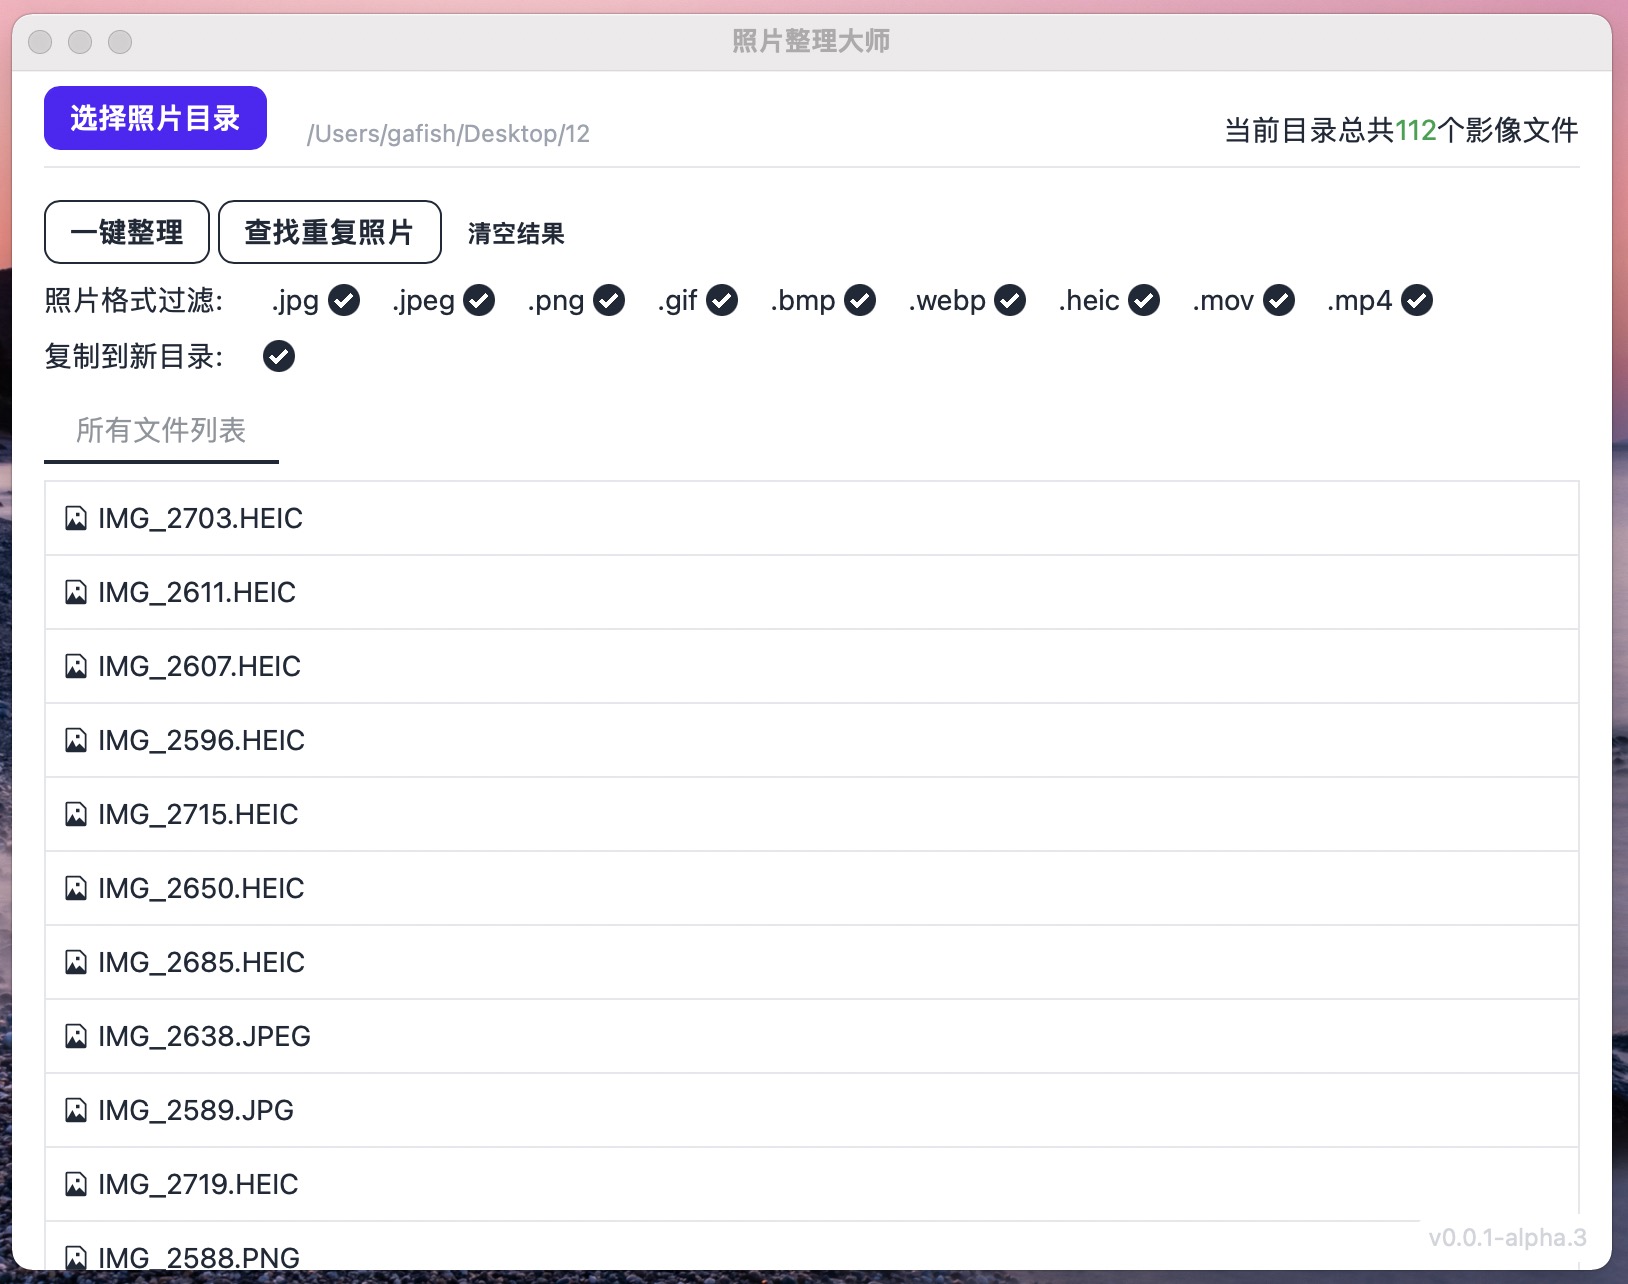 照片整理大师
选择照片目录 /Users/gafish/Desktop/12 当前目录总共112个影像文件
一键整理 查找重复照片 清空结果
照片格式过滤: .jpg .jpeg .png .gif .bmp .webp .heic .mov .mp4
复制到新目录:
所有文件列表
IMG_2703.HEIC
IMG_2611.HEIC
IMG_2607.HEIC
IMG_2596.HEIC
IMG_2715.HEIC
IMG_2650.HEIC
IMG_2685.HEIC
IMG_2638.JPEG
IMG_2589.JPG
IMG_2719.HEIC
IMG_2588.PNG
v0.0.1-alpha.3